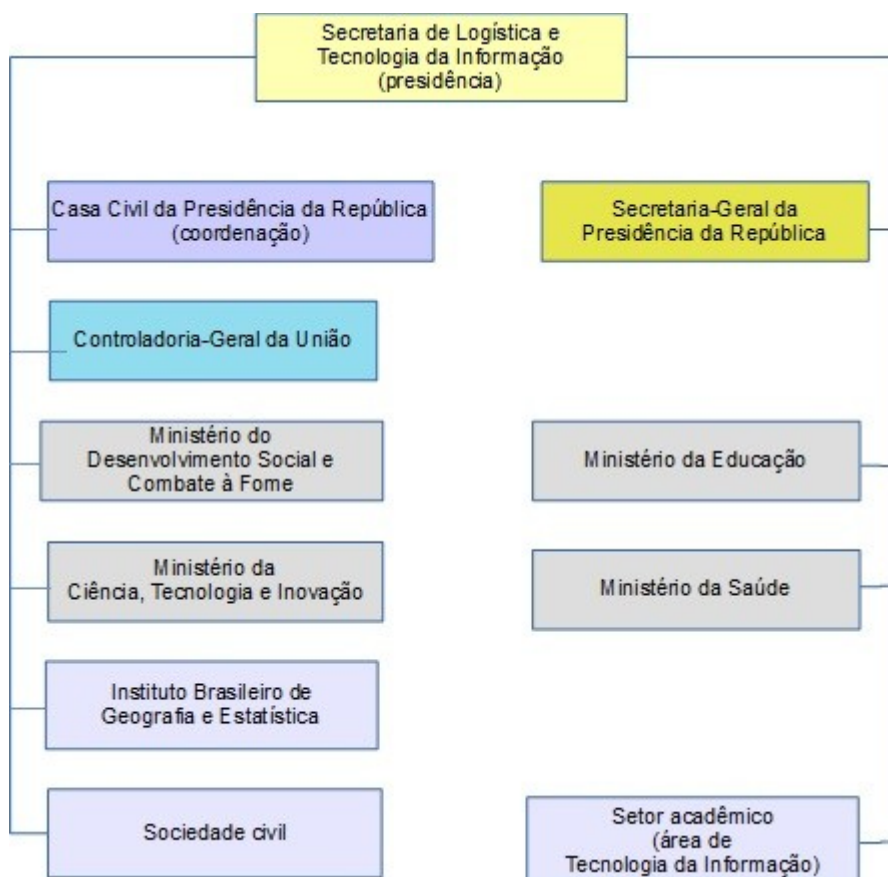 Secretaria de Logística e
Tecnologia da Informação
(presidência)
Casa Civil da Presidência da República
(coordenação)
Secretaria-Geral da
Presidência da República
Controladoria-Geral da União
Ministério do
Desenvolvimento Social e
Combate à Fome
Ministério da Educação
Ministério da
Ciência, Tecnologia e Inovação
Ministério da Saúde
Instituto Brasileiro de
Geografia e Estatística
Sociedade civil
Setor acadêmico
(área de
Tecnologia da Informação)